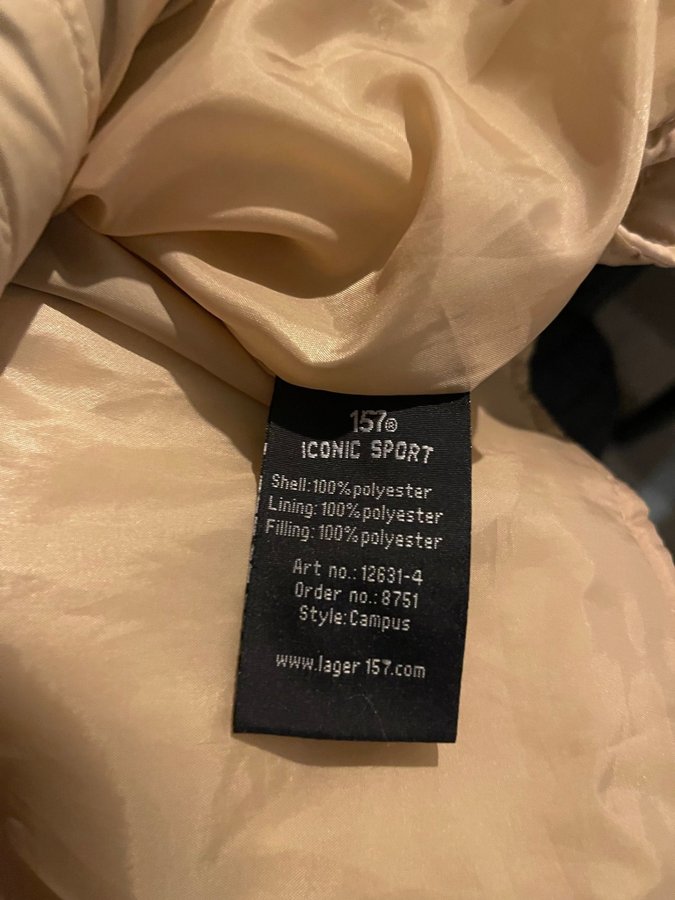 157®
ICONIC SPORT
Shell:100%polyester
Lining:100%polyester
Filling:100%polyester
Art no.:12631-4
Order no.:8751
Style:Campus
www.lager 157.com